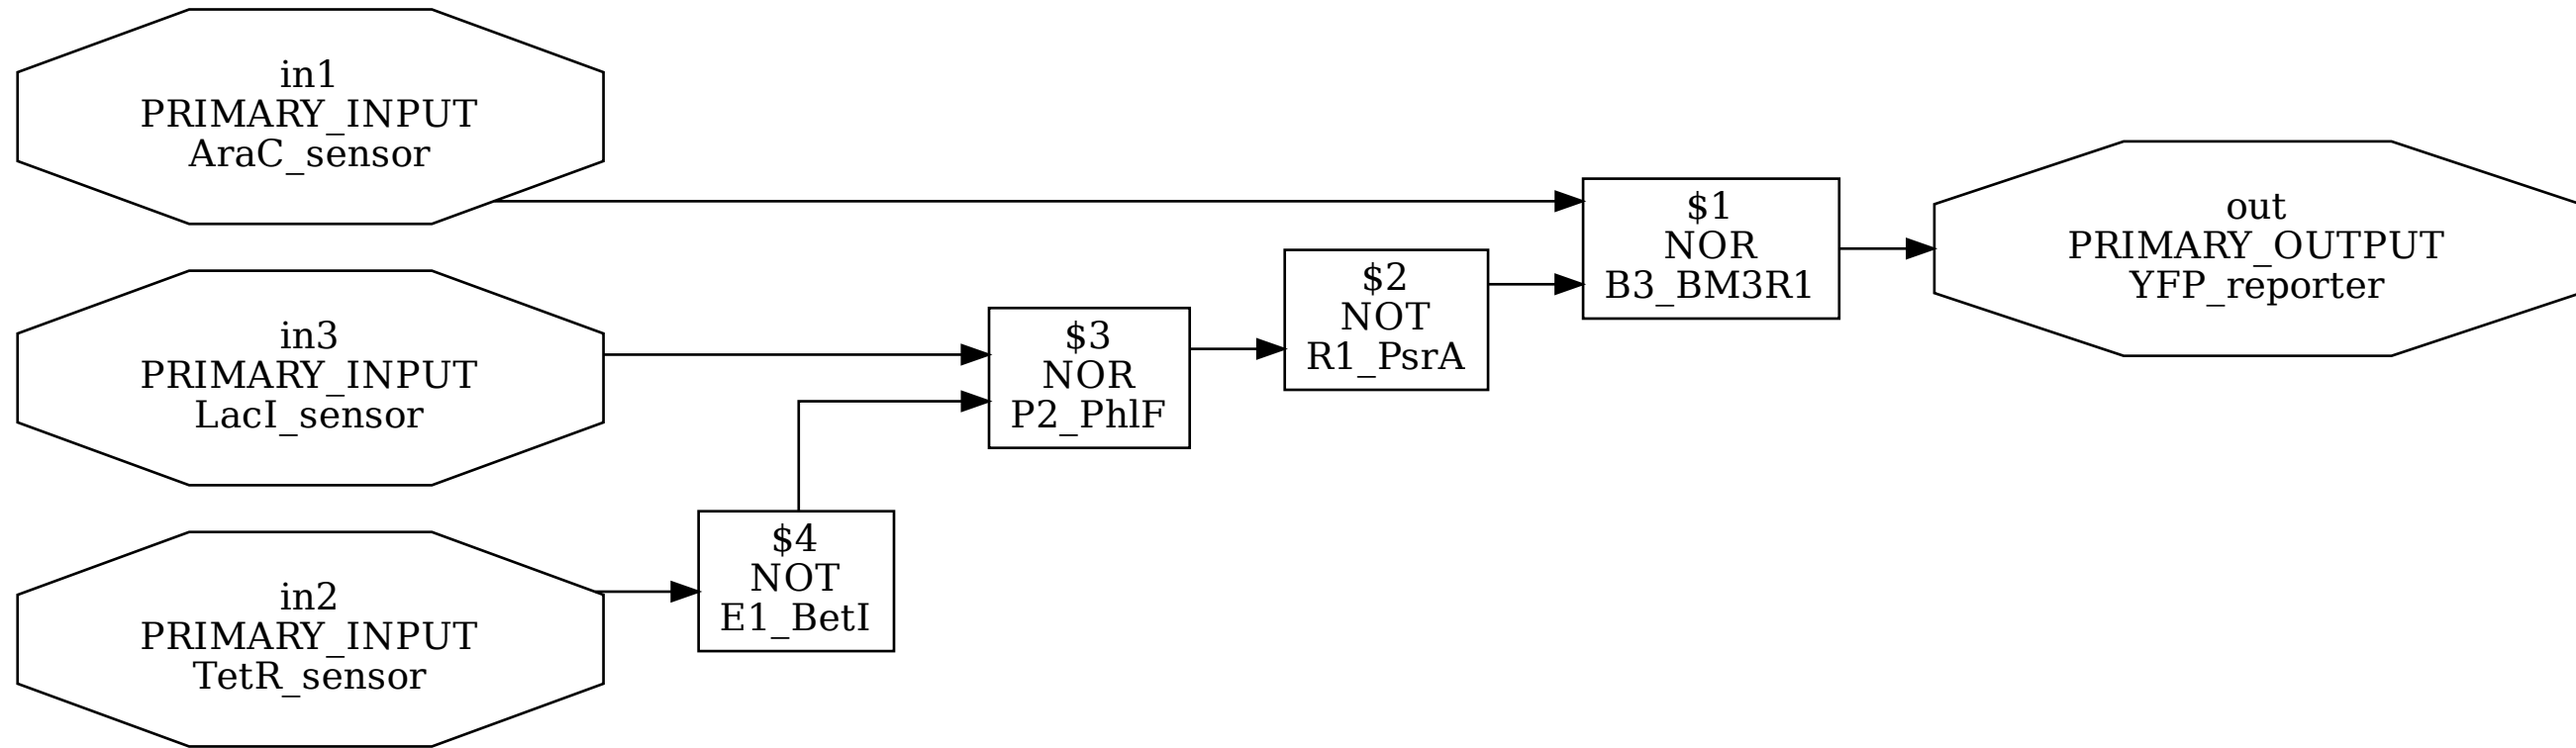 in1
PRIMARY_INPUT
AraC_sensor
in3
PRIMARY_INPUT
LacI_sensor
in2
PRIMARY_INPUT
TetR_sensor
$4
NOT
E1_BetI
$3
NOR
P2_PhlF
$2
NOT
R1_PsrA
$1
NOR
B3_BM3R1
out
PRIMARY_OUTPUT
YFP_reporter